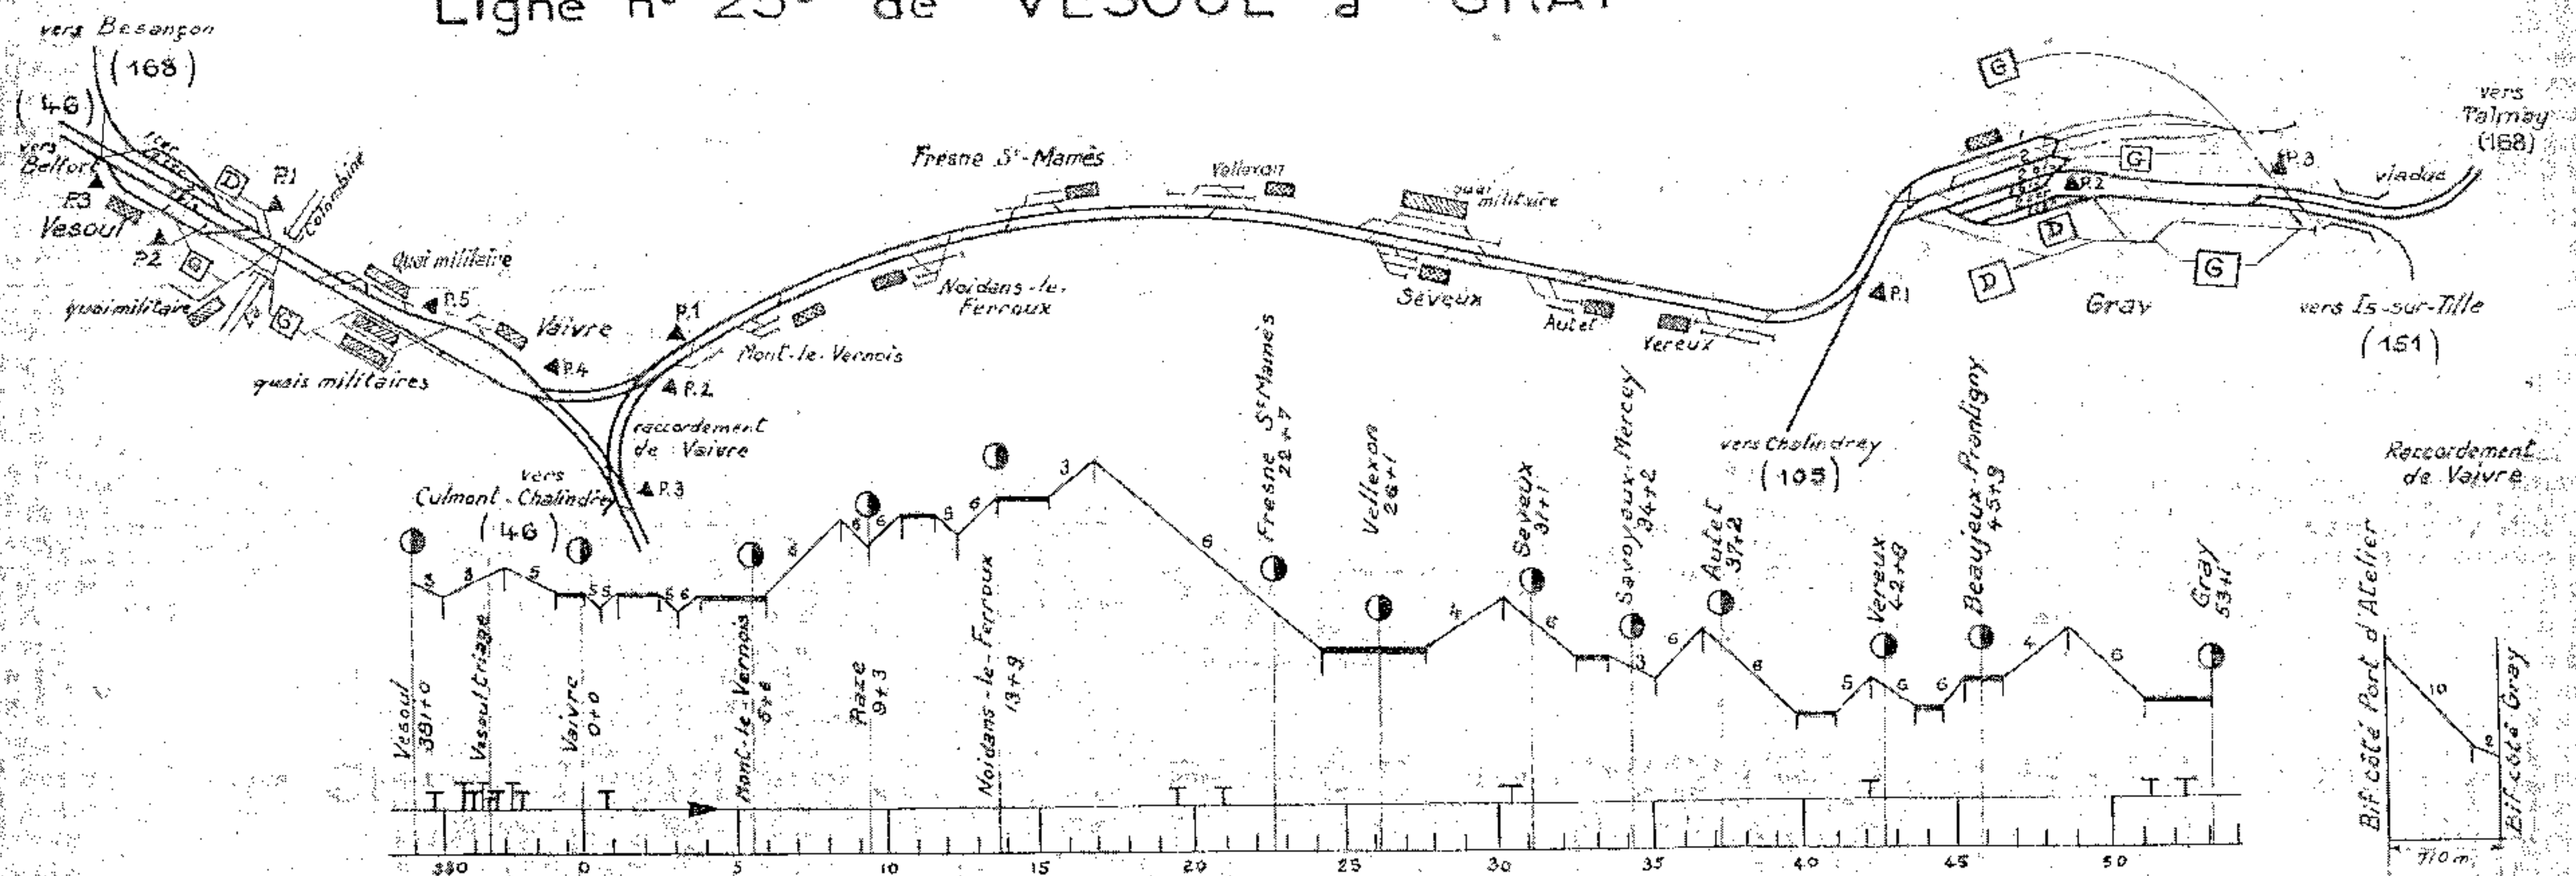 Ligne n° 25 de VESOUL à GRAY
vers Besançon
(168)
(46)
vers
Belfort
P.3
Vesoul
P.2
D
P.1
Colombine
G
quai militaire
G
Quai militaire
P.5
Vaivre
quais militaires
P.4
P.1
P.2
Mont-le-Vernois
raccordement
de Vaivre
P.3
vers
Culmont-Chalindrey
(46)
Noidans-le-
Ferroux
Fresne St-Mamès
Vellexon
quai
militaire
Seveux
Autet
Vereux
G
vers
Talmay
(168)
G
P.3
P.2
viaduc
D
D
G
P.1
Gray
vers Is-sur-Tille
(151)
vers Chalindrey
(105)
Raccordement
de Vaivre
Vesoul
381+0
Vesoul triage
Vaivre
0+0
Mont-le-Vernois
Raze
9+3
Noidans-le-Ferroux
13+9
Fresne St Mamès
22+7
Vellexon
26+1
Seveux
31+1
Savoyeux-Mercey
34+2
Autet
37+2
Vereux
42+8
Beaujeux-Prantigny
45+9
Gray
53+1
Bif côté Port d'Atelier
10
Bif côté Gray
710 m.
380 0 5 10 15 20 25 30 35 40 45 50